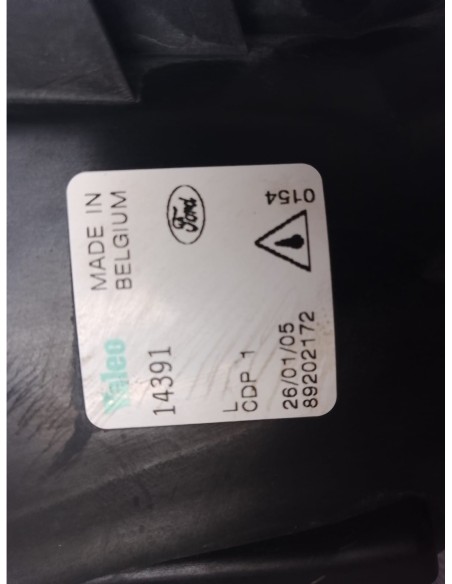 Valeo
MADE IN
BELGIUM
14391
Ford
L
CDP 1
26/01/05
89202172
0154